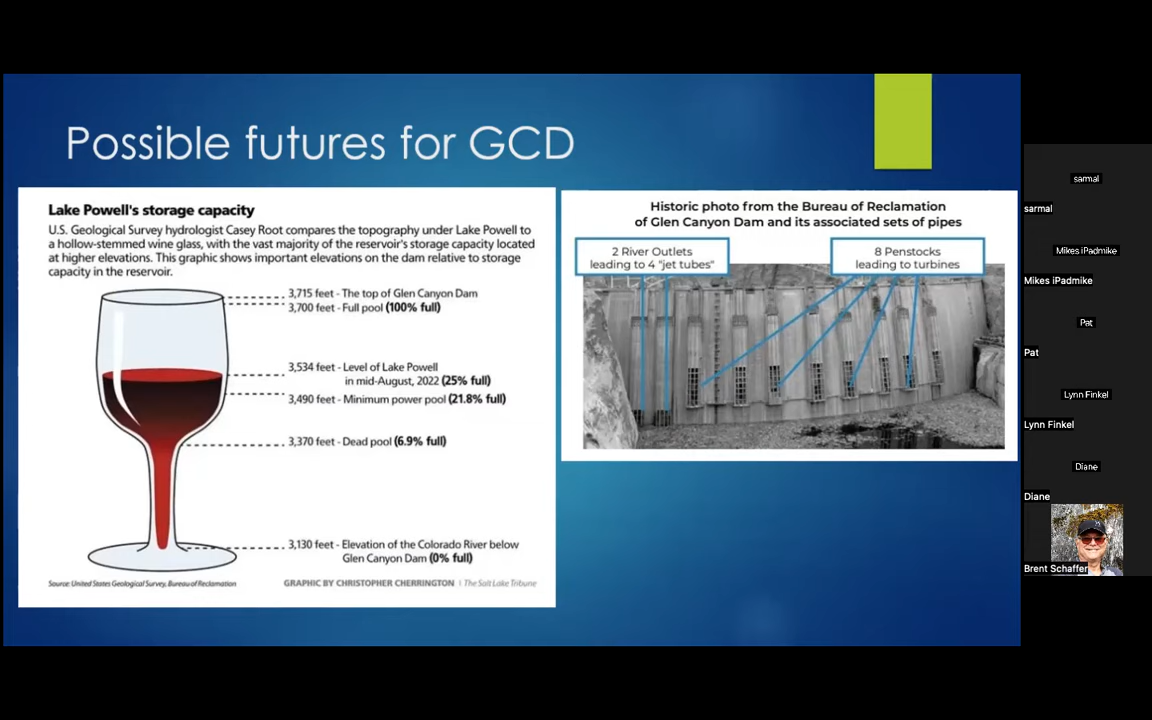 Possible futures for GCD
Lake Powell's storage capacity
U.S. Geological Survey hydrologist Casey Root compares the topography under Lake Powell to
a hollow-stemmed wine glass, with the vast majority of the reservoir's storage capacity located
at higher elevations. This graphic shows important elevations on the dam relative to storage
capacity in the reservoir.
3,715 feet - The top of Glen Canyon Dam
3,700 feet - Full pool (100% full)
3,534 feet - Level of Lake Powell
in mid-August, 2022 (25% full)
3,490 feet - Minimum power pool (21.8% full)
3,370 feet - Dead pool (6.9% full)
3,130 feet - Elevation of the Colorado River below
Glen Canyon Dam (0% full)
Source: United States Geological Survey, Bureau of Reclamation
GRAPHIC BY CHRISTOPHER CHERRINGTON | The Salt Lake Tribune
Historic photo from the Bureau of Reclamation
of Glen Canyon Dam and its associated sets of pipes
2 River Outlets
leading to 4 "jet tubes"
8 Penstocks
leading to turbines
sarmal
sarmal
Mikes iPadmike
Mikes iPadmike
Pat
Pat
Lynn Finkel
Lynn Finkel
Diane
Diane
Brent Schaffer